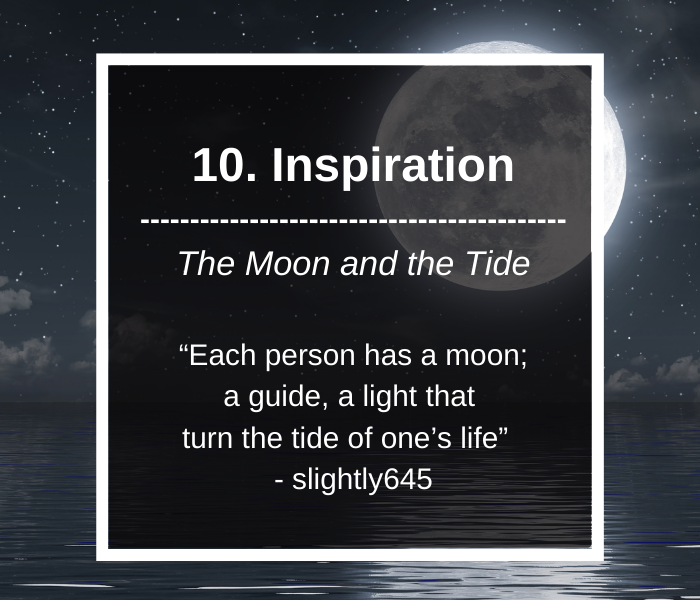 10. Inspiration
-------------------------------------------
The Moon and the Tide
“Each person has a moon;
a guide, a light that
turn the tide of one’s life”
- slightly645